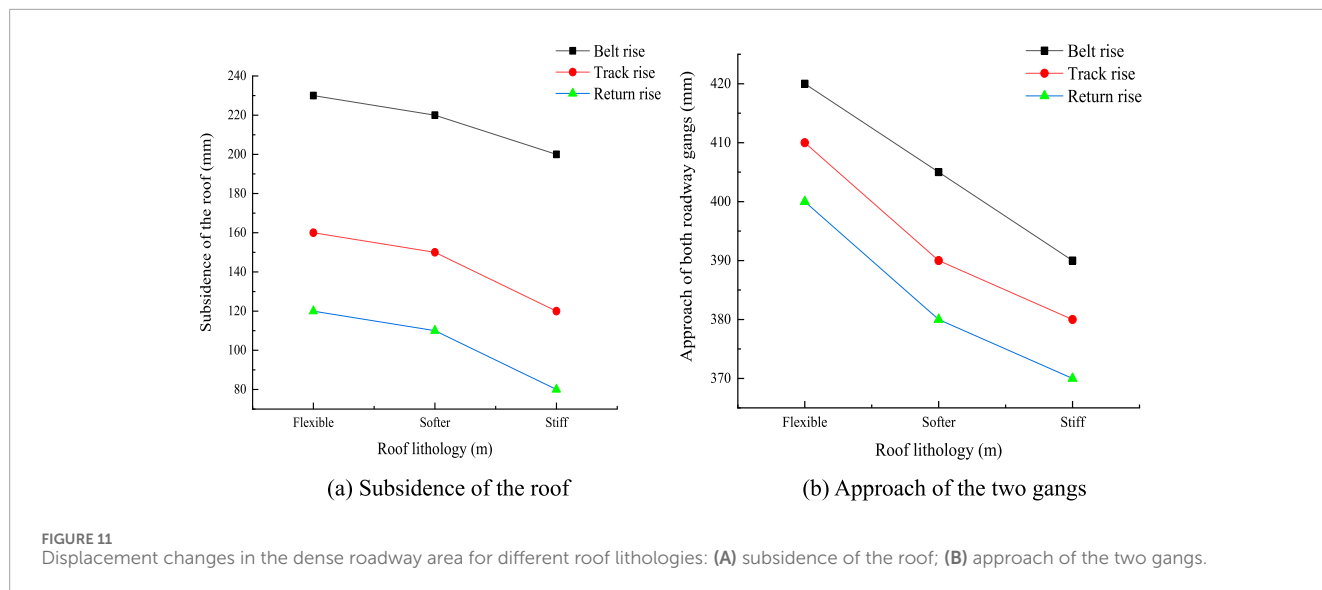 Belt rise
Track rise
Return rise
240
220
200
180
160
140
120
100
80
Subsidence of the roof (mm)
Flexible
Softer
Stiff
Roof lithology (m)
(a) Subsidence of the roof
Belt rise
Track rise
Return rise
420
410
400
390
380
370
Approach of both roadway gangs (mm)
Flexible
Softer
Stiff
Roof lithology (m)
(b) Approach of the two gangs
FIGURE 11
Displacement changes in the dense roadway area for different roof lithologies: (A) subsidence of the roof; (B) approach of the two gangs.